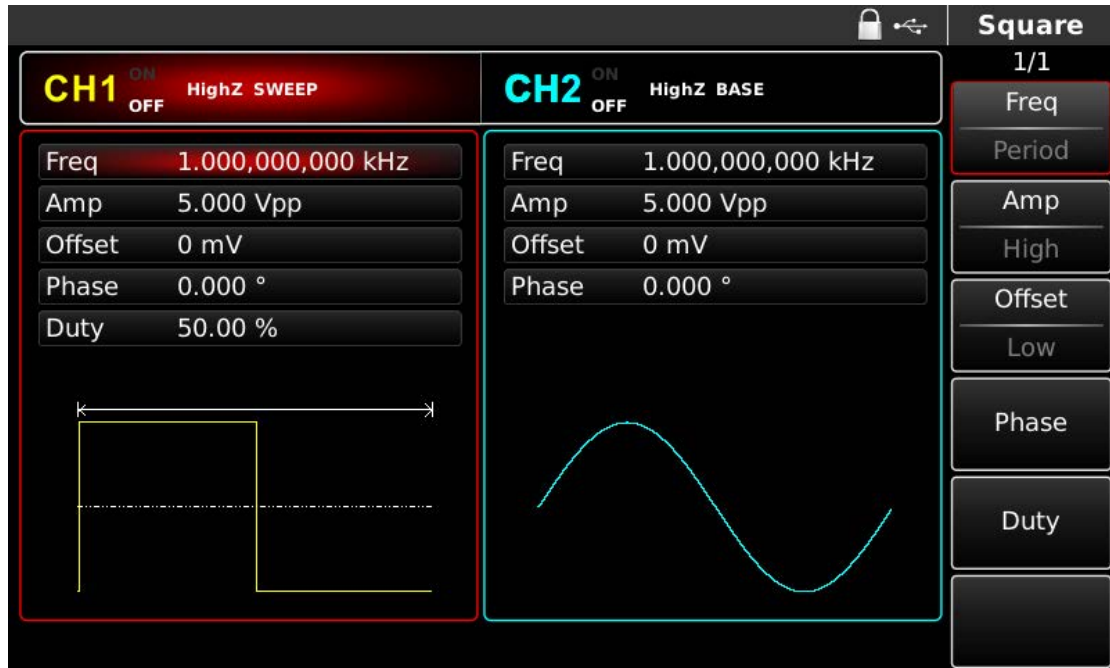 Square
1/1
CH1 ON OFF HighZ SWEEP
CH2 ON OFF HighZ BASE
Freq 1.000,000,000 kHz
Amp 5.000 Vpp
Offset 0 mV
Phase 0.000 °
Duty 50.00 %
Freq 1.000,000,000 kHz
Amp 5.000 Vpp
Offset 0 mV
Phase 0.000 °
Freq
Period
Amp
High
Offset
Low
Phase
Duty